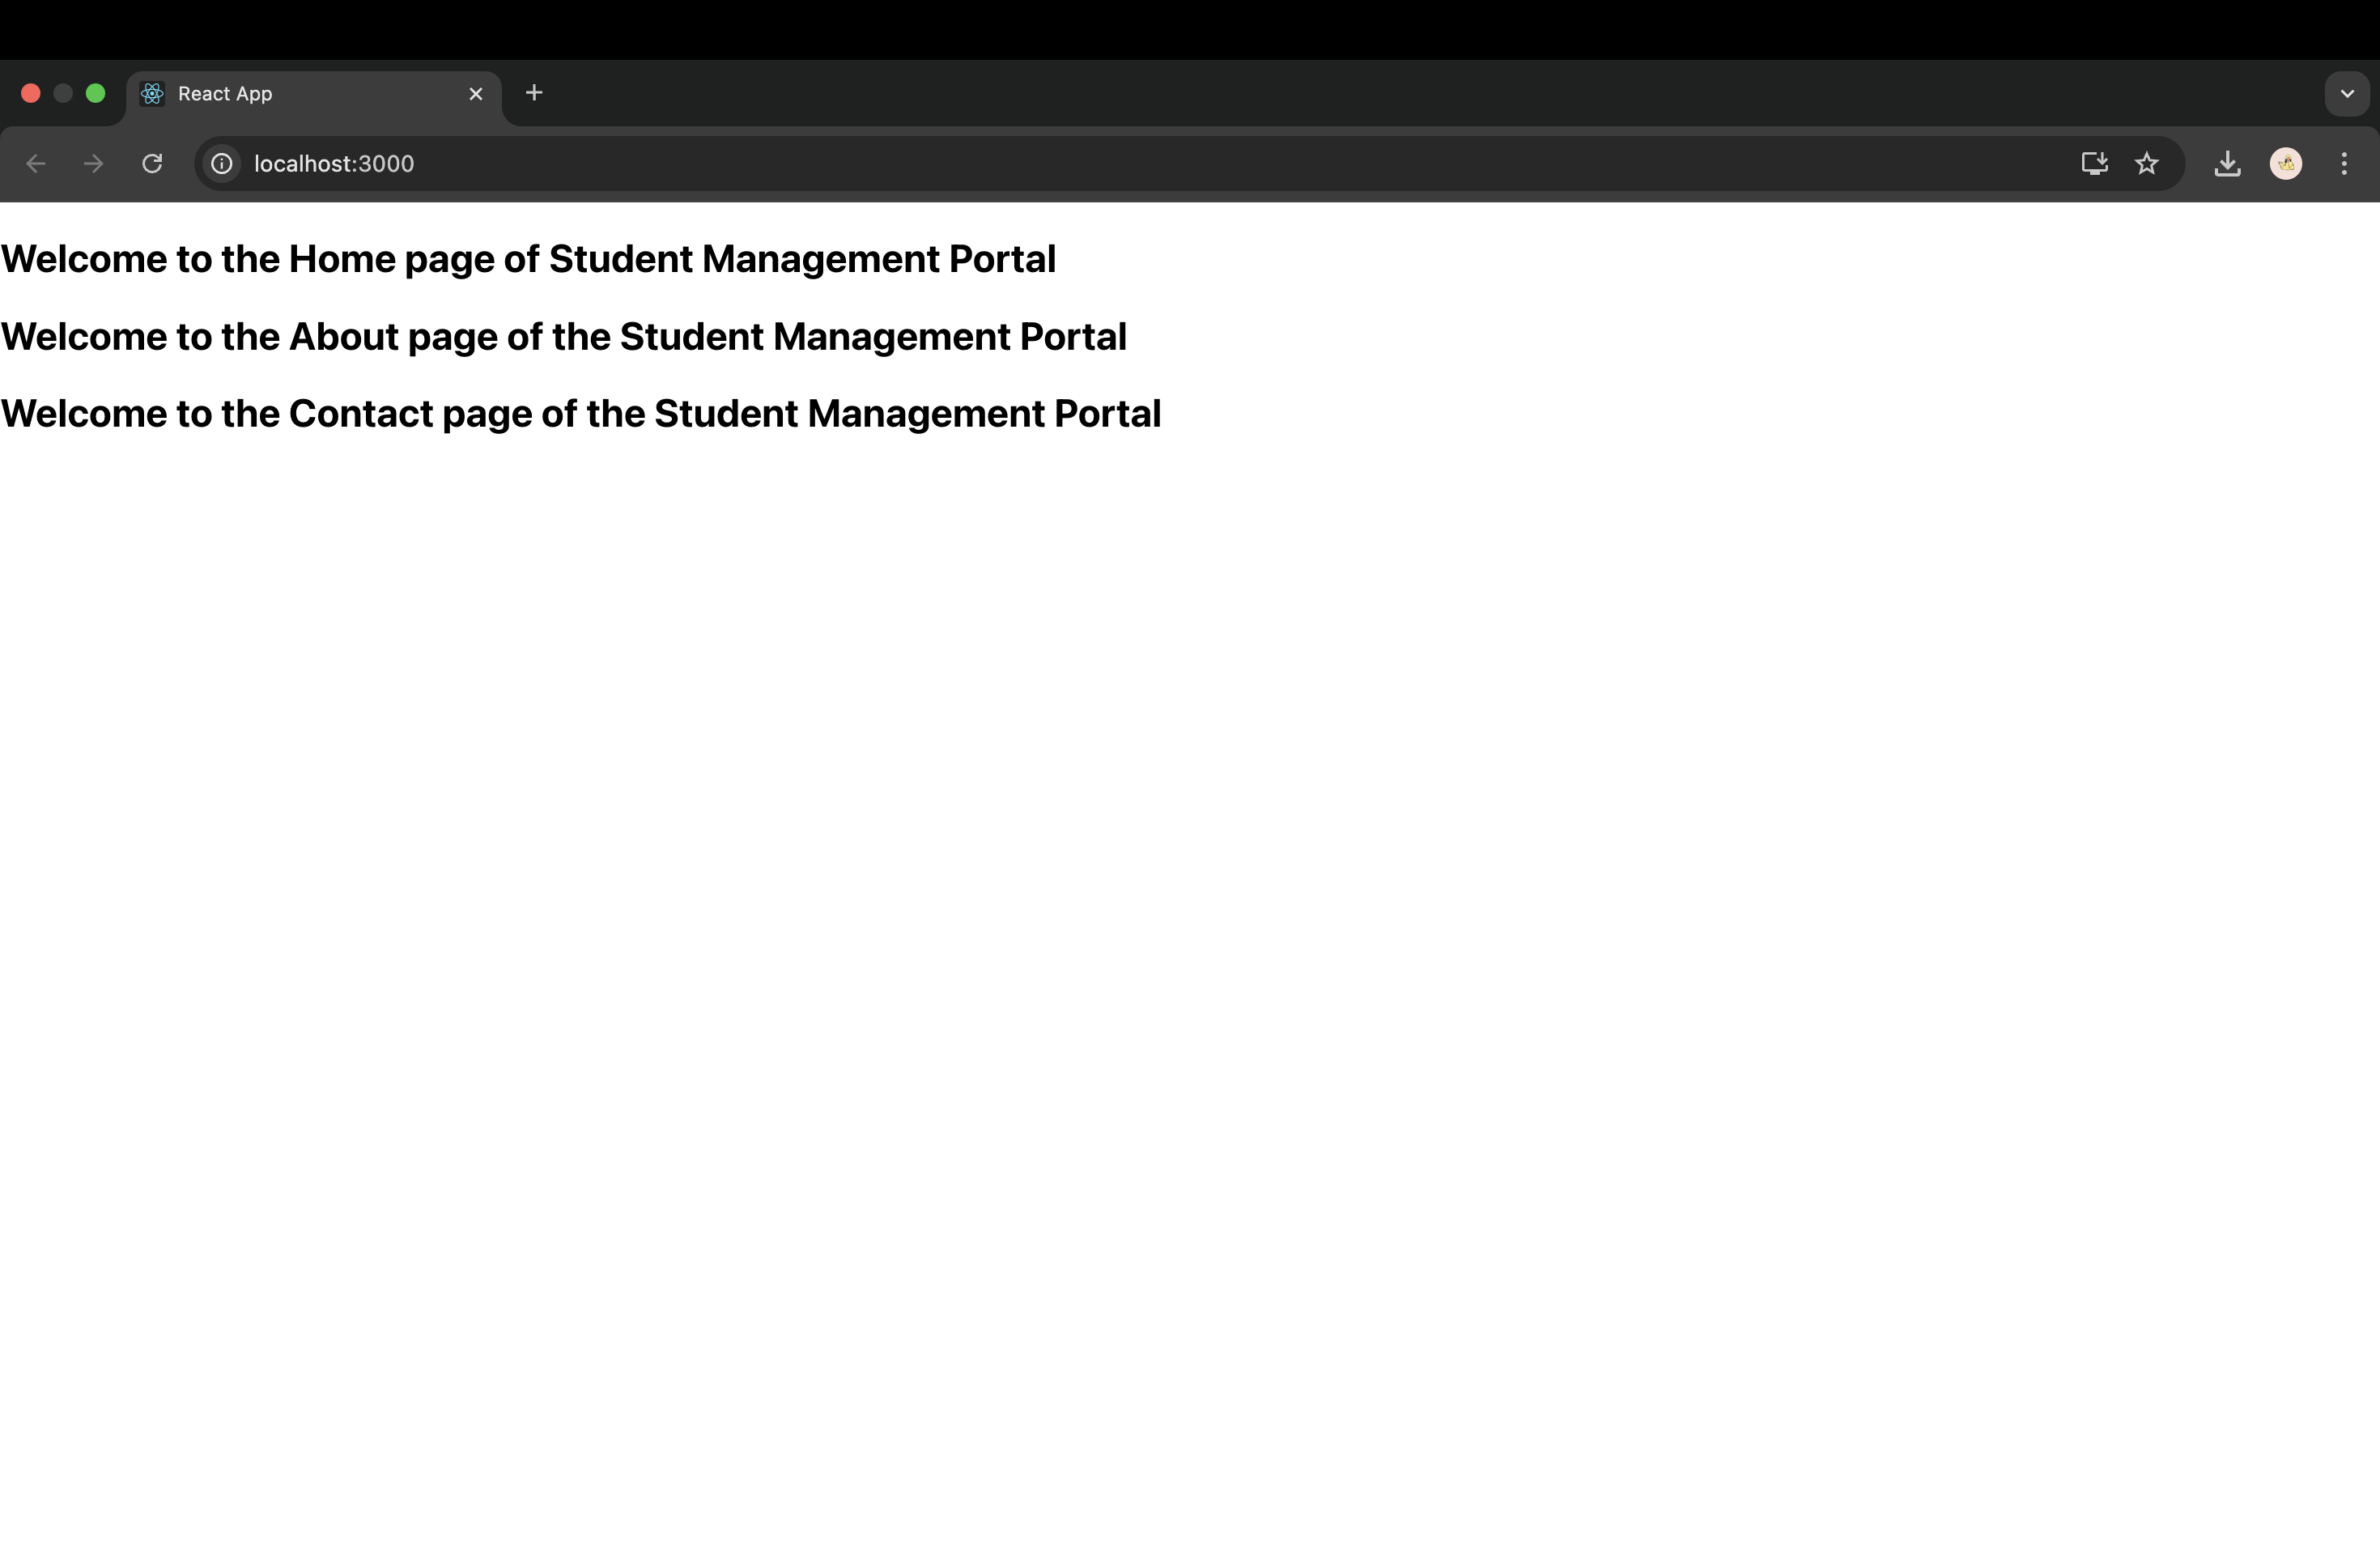 React App
localhost:3000
Welcome to the Home page of Student Management Portal
Welcome to the About page of the Student Management Portal
Welcome to the Contact page of the Student Management Portal